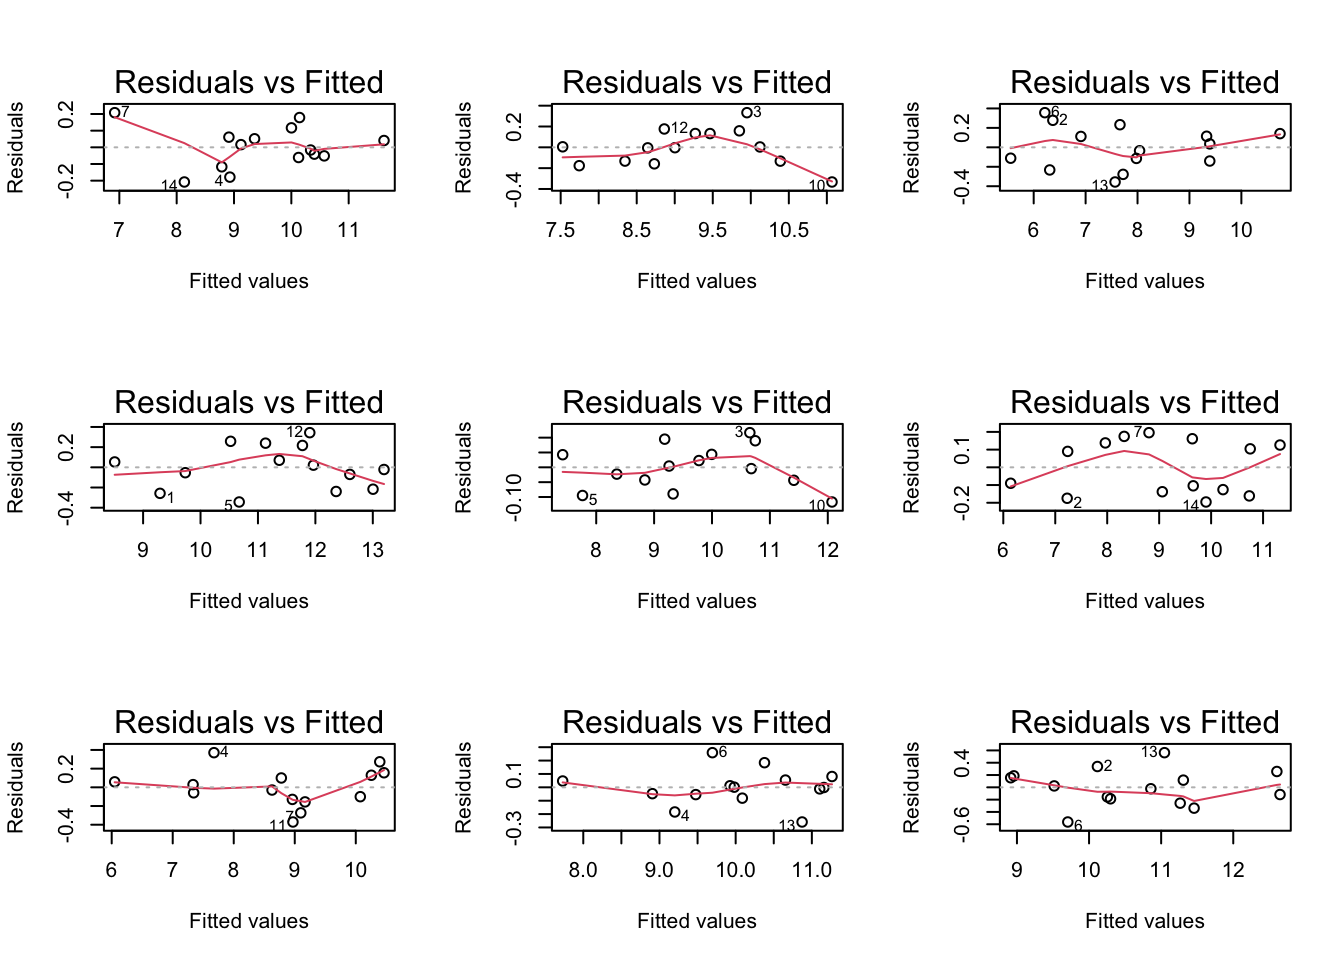 Residuals vs Fitted
Residuals
0.2
-0.2
7
14
4
7 8 9 10 11
Fitted values
Residuals vs Fitted
Residuals
0.2
-0.4
12
3
10
7.5 8.5 9.5 10.5
Fitted values
Residuals vs Fitted
Residuals
0.2
-0.4
6
2
13
6 7 8 9 10
Fitted values
Residuals vs Fitted
Residuals
0.2
-0.4
12
1
5
9 10 11 12 13
Fitted values
Residuals vs Fitted
Residuals
-0.10
3
5
10
8 9 10 11 12
Fitted values
Residuals vs Fitted
Residuals
0.1
-0.2
7
2
14
6 7 8 9 10 11
Fitted values
Residuals vs Fitted
Residuals
0.2
-0.4
4
7
11
6 7 8 9 10
Fitted values
Residuals vs Fitted
Residuals
0.1
-0.3
6
4
13
8.0 9.0 10.0 11.0
Fitted values
Residuals vs Fitted
Residuals
0.4
-0.6
13
2
6
9 10 11 12
Fitted values